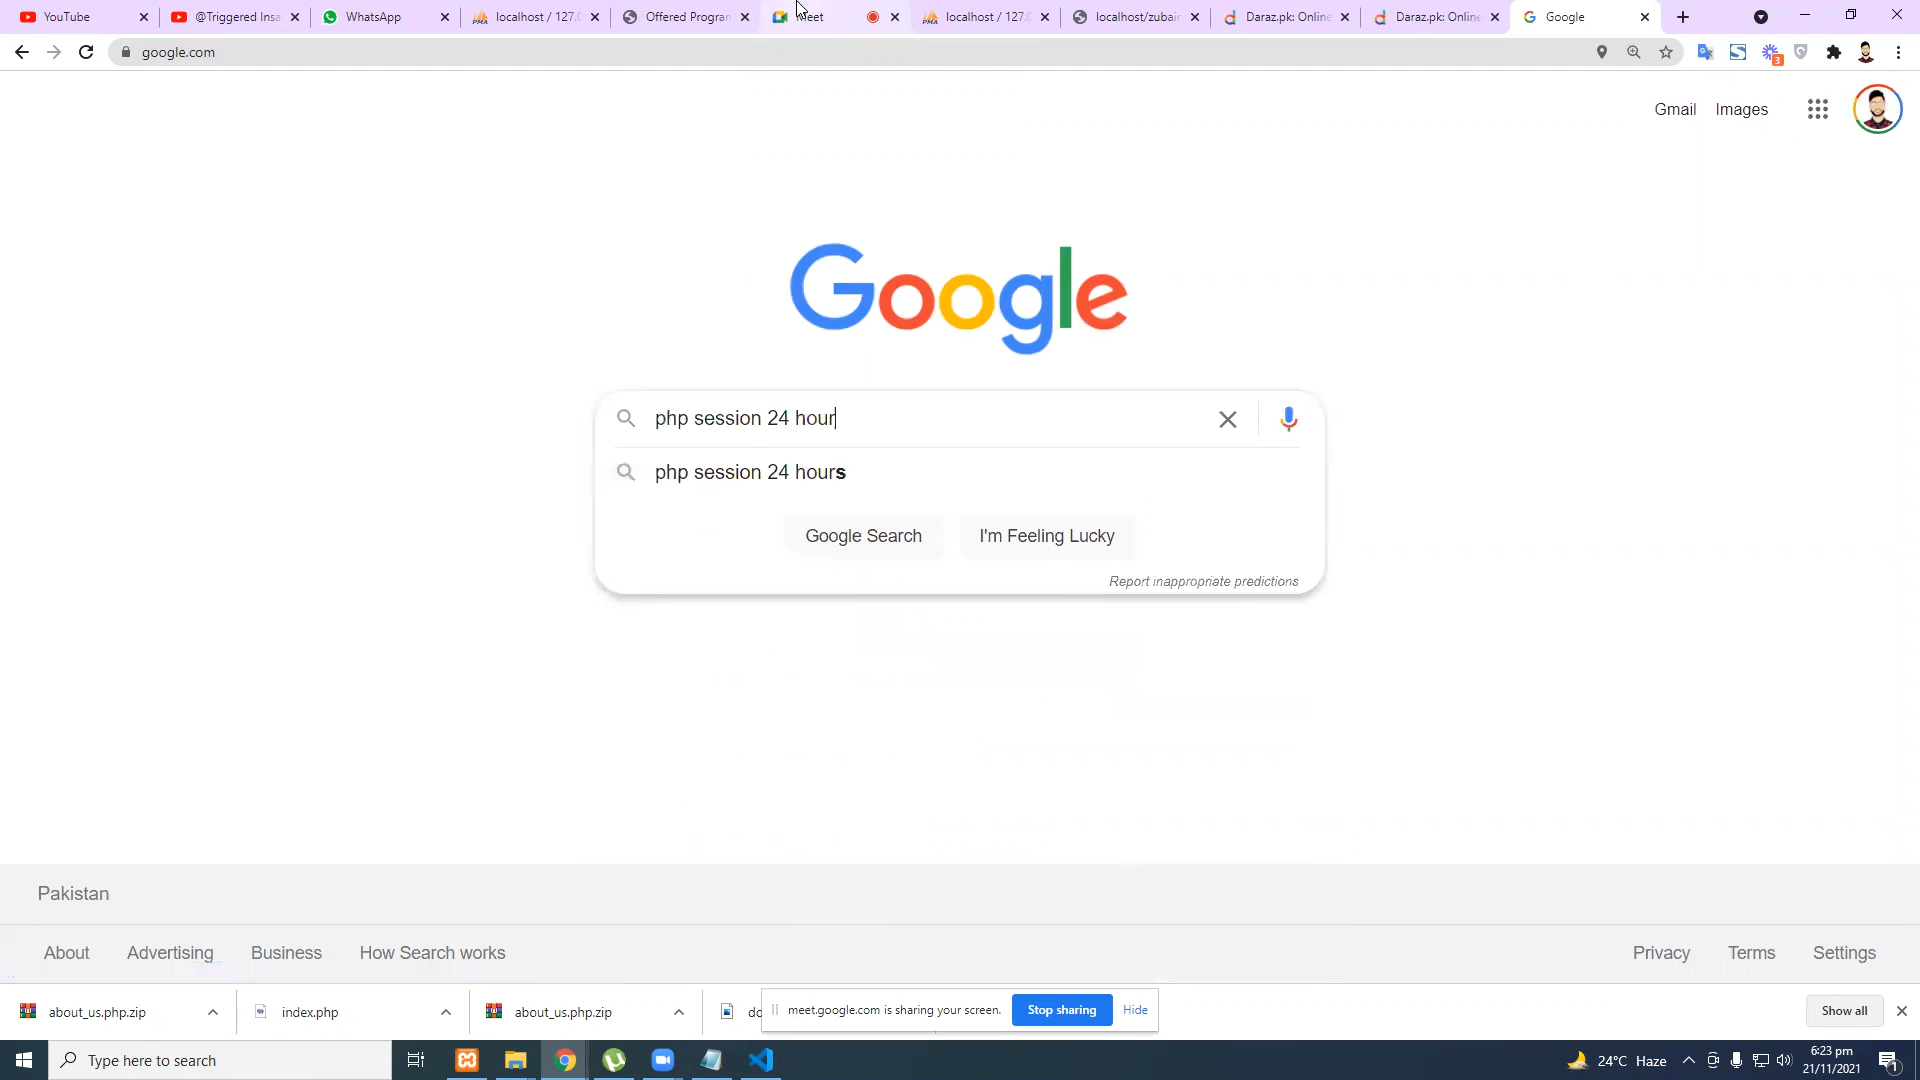 YouTube
@Triggered Insa
WhatsApp
localhost / 127.0
Offered Program
Meet
localhost / 127.0
localhost/zubair
Daraz.pk: Online
Daraz.pk: Online
Google
google.com
3
Gmail
Images
Google
php session 24 hour
php session 24 hours
Google Search
I'm Feeling Lucky
Report inappropriate predictions
Pakistan
About
Advertising
Business
How Search works
Privacy
Terms
Settings
about_us.php.zip
index.php
about_us.php.zip
do
meet.google.com is sharing your screen.
Stop sharing
Hide
Show all
Type here to search
24°C Haze
6:23 pm
21/11/2021
1